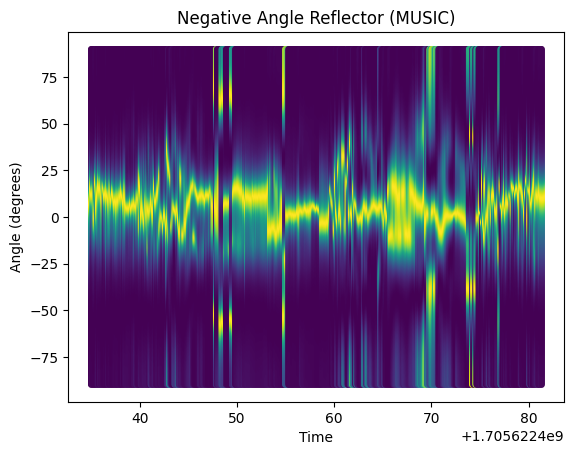 Negative Angle Reflector (MUSIC)
75
50
25
0
−25
−50
−75
Angle (degrees)
40 50 60 70 80
Time
+1.7056224e9